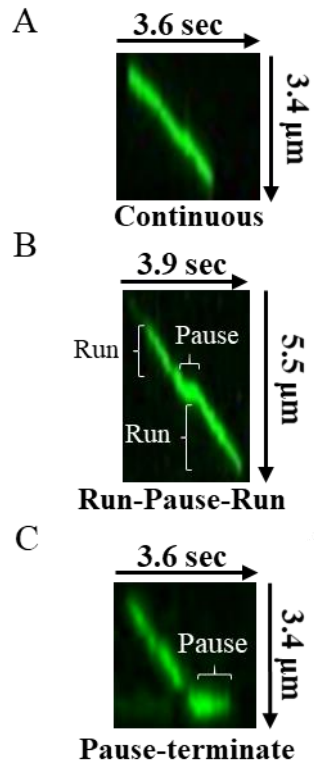 A
3.6 sec
3.4 μm
Continuous
B
3.9 sec
Run
Pause
Run
5.5 μm
Run-Pause-Run
C
3.6 sec
Pause
3.4 μm
Pause-terminate